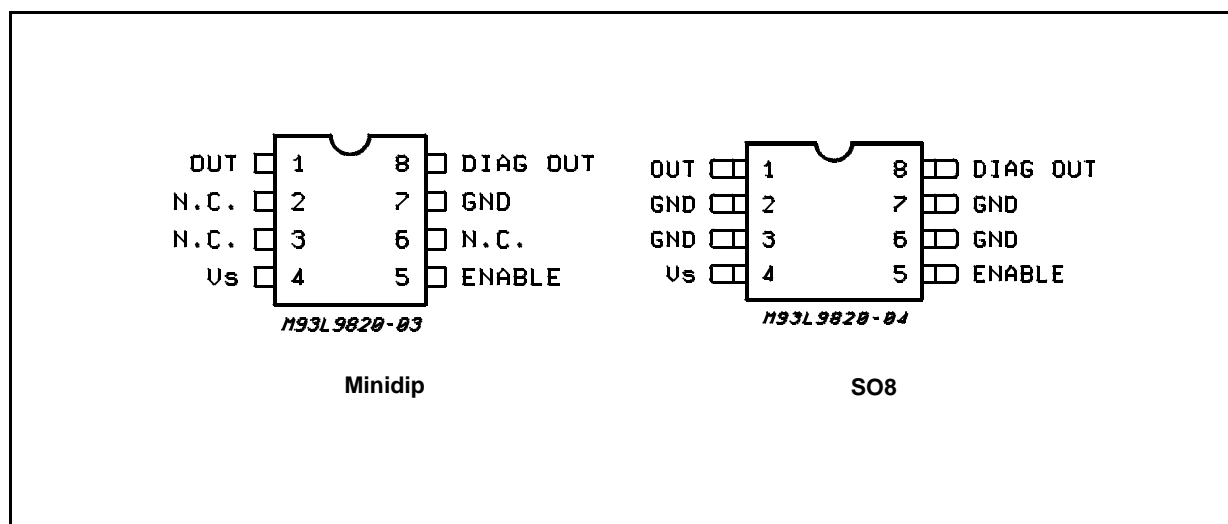 OUT 1 8 DIAG OUT
N.C. 2 7 GND
N.C. 3 6 N.C.
Vs 4 5 ENABLE
M93L9820-03
Minidip
OUT 1 8 DIAG OUT
GND 2 7 GND
GND 3 6 GND
Vs 4 5 ENABLE
M93L9820-04
SO8